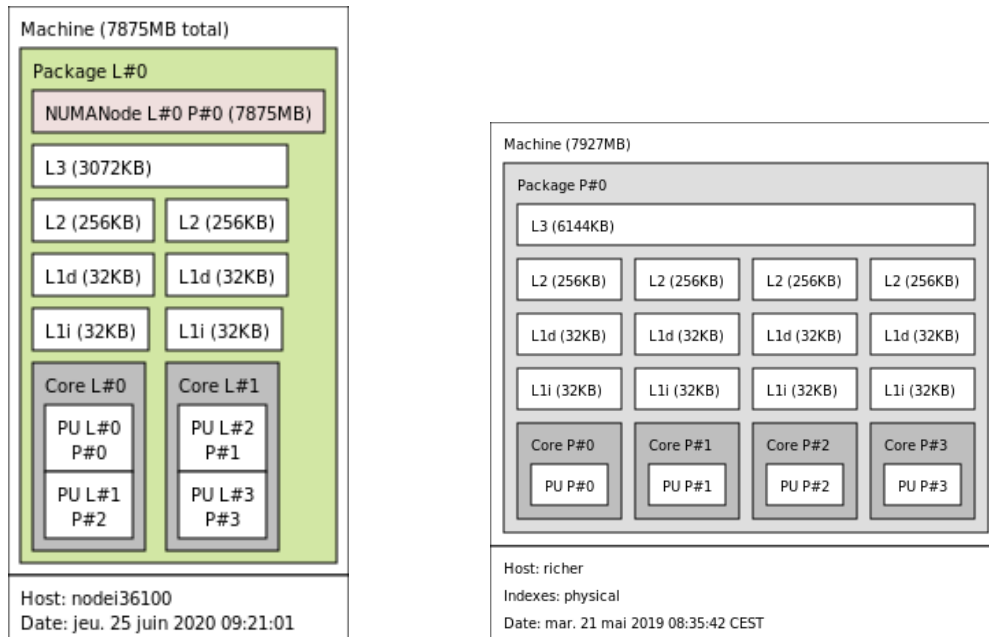 Machine (7875MB total)
Package L#0
NUMANode L#0 P#0 (7875MB)
L3 (3072KB)
L2 (256KB) L2 (256KB)
L1d (32KB) L1d (32KB)
L1i (32KB) L1i (32KB)
Core L#0 Core L#1
PU L#0 PU L#2
P#0 P#1
PU L#1 PU L#3
P#2 P#3
Host: nodei36100
Date: jeu. 25 juin 2020 09:21:01
Machine (7927MB)
Package P#0
L3 (6144KB)
L2 (256KB) L2 (256KB) L2 (256KB) L2 (256KB)
L1d (32KB) L1d (32KB) L1d (32KB) L1d (32KB)
L1i (32KB) L1i (32KB) L1i (32KB) L1i (32KB)
Core P#0 Core P#1 Core P#2 Core P#3
PU P#0 PU P#1 PU P#2 PU P#3
Host: richer
Indexes: physical
Date: mar. 21 mai 2019 08:35:42 CEST